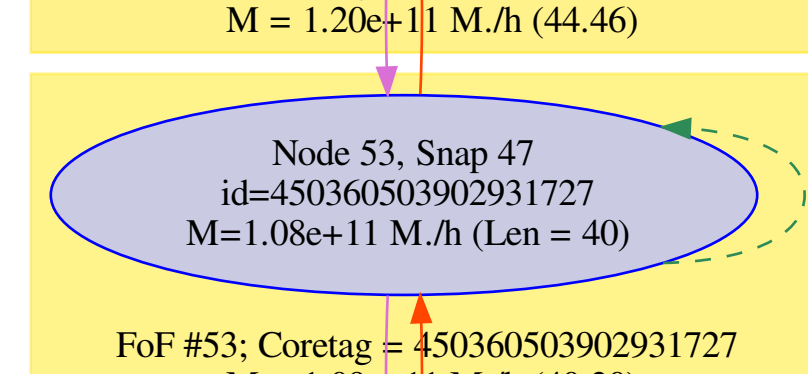 M = 1.20e+11 M./h (44.46)
Node 53, Snap 47
id=450360503902931727
M=1.08e+11 M./h (Len = 40)
FoF #53; Coretag = 450360503902931727